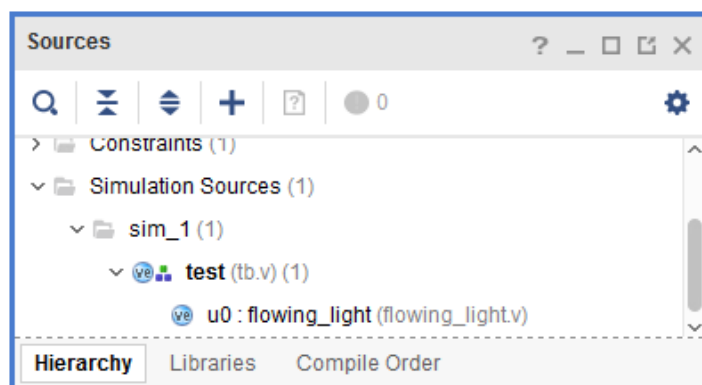 Sources
? 0
Constraints (1)
Simulation Sources (1)
sim_1 (1)
test (tb.v) (1)
u0 : flowing_light (flowing_light.v)
Hierarchy Libraries Compile Order